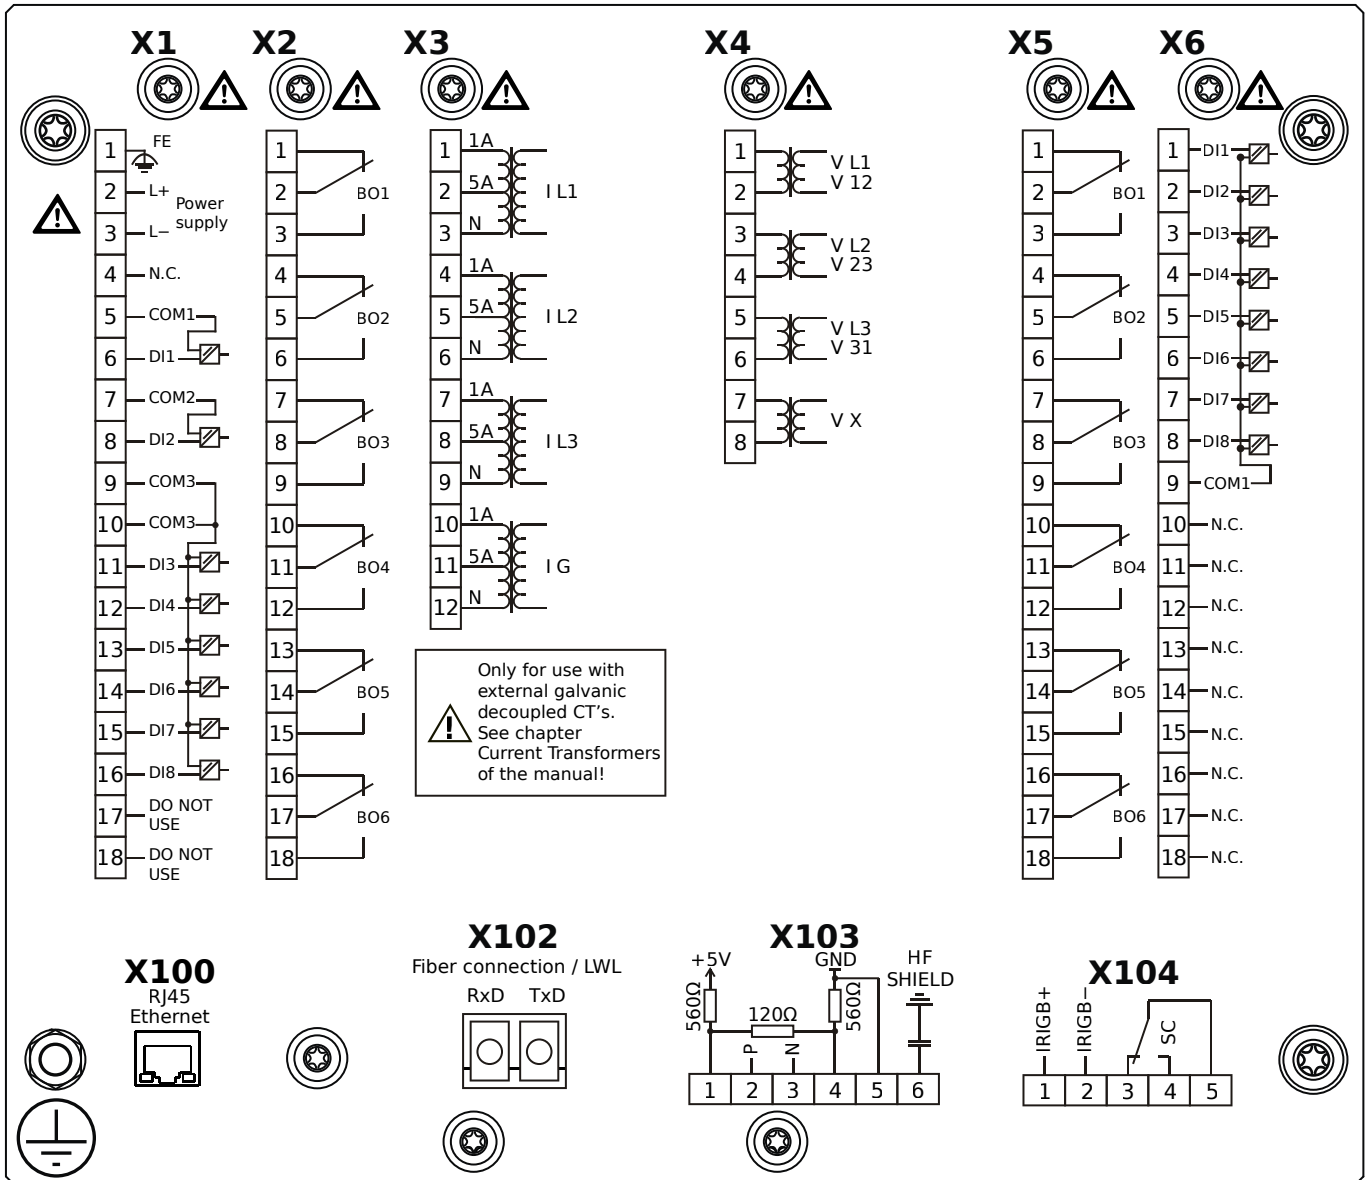 X1
X2
X3
X4
X5
X6
1 FE
2 L+ Power
supply
3 L−
4 N.C.
5 COM1
6 DI1
7 COM2
8 DI2
9 COM3
10 COM3
11 DI3
12 DI4
13 DI5
14 DI6
15 DI7
16 DI8
17 DO NOT
USE
18 DO NOT
USE
1
2 BO1
3
4
5 BO2
6
7
8 BO3
9
10
11 BO4
12
13
14 BO5
15
16
17 BO6
18
1 1A
2 5A I L1
3 N
4 1A
5 5A I L2
6 N
7 1A
8 5A I L3
9 N
10 1A
11 5A I G
12 N
Only for use with
external galvanic
decoupled CT's.
See chapter
Current Transformers
of the manual!
1 V L1
2 V 12
3 V L2
4 V 23
5 V L3
6 V 31
7 V X
8
1
2 BO1
3
4
5 BO2
6
7
8 BO3
9
10
11 BO4
12
13
14 BO5
15
16
17 BO6
18
1 DI1
2 DI2
3 DI3
4 DI4
5 DI5
6 DI6
7 DI7
8 DI8
9 COM1
10 N.C.
11 N.C.
12 N.C.
13 N.C.
14 N.C.
15 N.C.
16 N.C.
17 N.C.
18 N.C.
X100
RJ45
Ethernet
X102
Fiber connection / LWL
RxD TxD
X103
+5V GND HF
SHIELD
560Ω 120Ω 560Ω
P N
1 2 3 4 5 6
X104
IRIGB+ IRIGB− SC
1 2 3 4 5